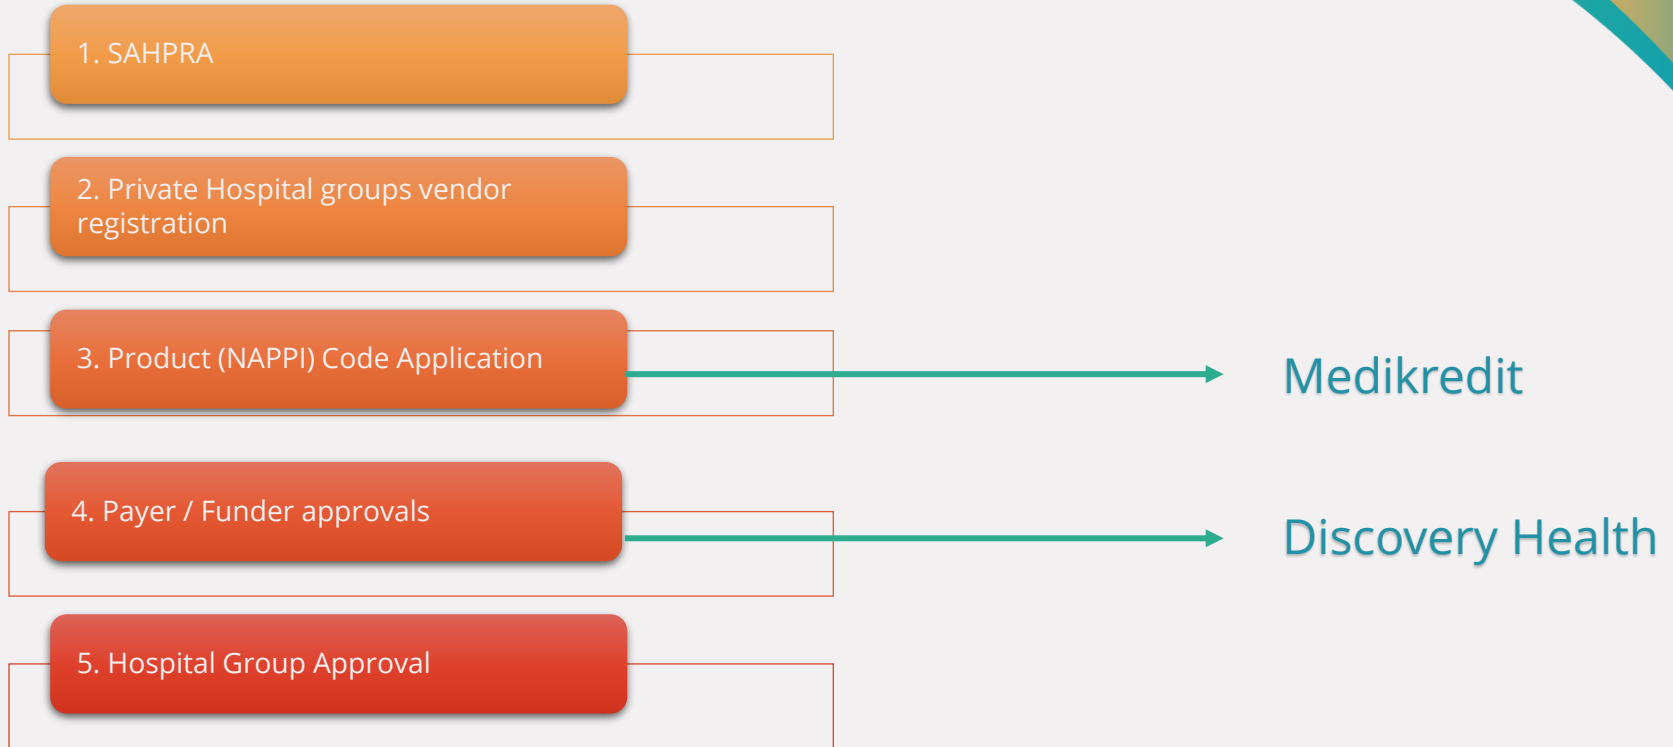 1. SAHPRA
2. Private Hospital groups vendor
registration
3. Product (NAPPI) Code Application
Medikredit
4. Payer / Funder approvals
Discovery Health
5. Hospital Group Approval